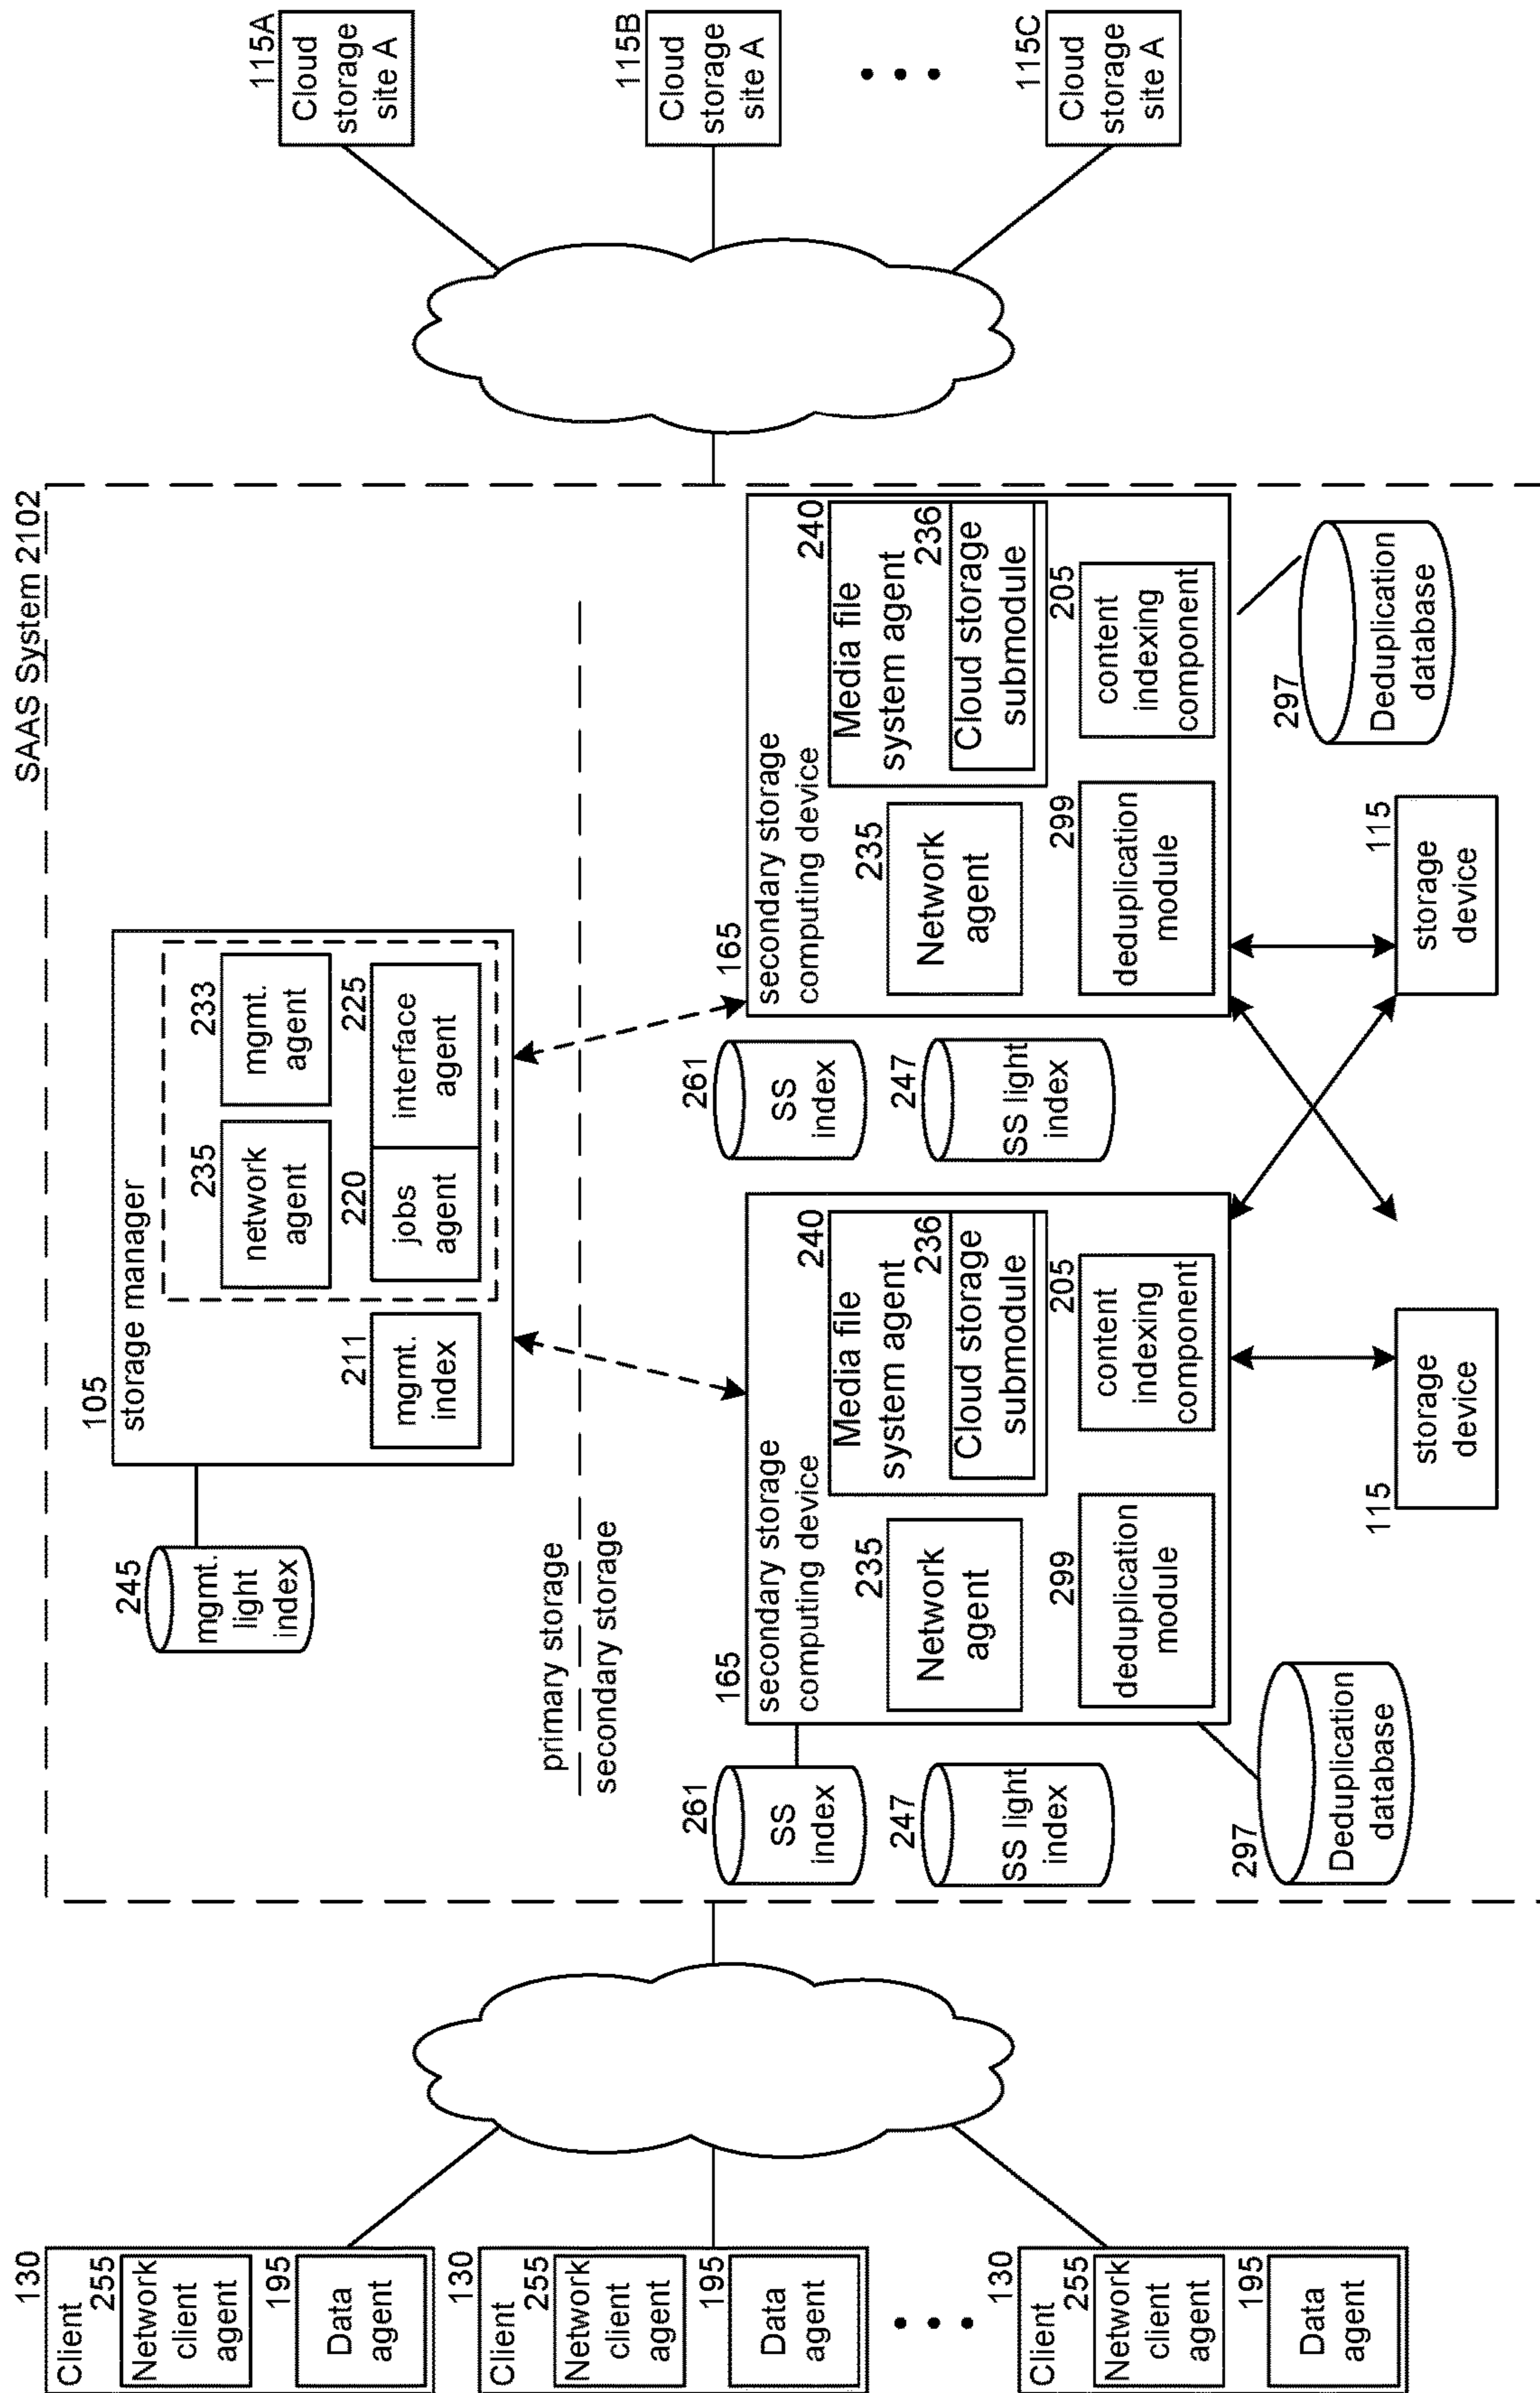 SAAS System 2102
130
Client
255
Network
client
agent
195
Data
agent
130
Client
255
Network
client
agent
195
Data
agent
130
Client
255
Network
client
agent
195
Data
agent
245
mgmt.
light
index
105
storage manager
211
mgmt.
index
235
network
agent
233
mgmt.
agent
220
jobs
agent
225
interface
agent
primary storage
secondary storage
261
SS
index
247
SS light
index
297
Deduplication
database
165
secondary storage
computing device
235
Network
agent
240
Media file
system agent
236
Cloud storage
submodule
299
deduplication
module
205
content
indexing
component
115
storage
device
261
SS
index
247
SS light
index
165
secondary storage
computing device
235
Network
agent
240
Media file
system agent
236
Cloud storage
submodule
299
deduplication
module
205
content
indexing
component
115
storage
device
297
Deduplication
database
115A
Cloud
storage
site A
115B
Cloud
storage
site A
115C
Cloud
storage
site A